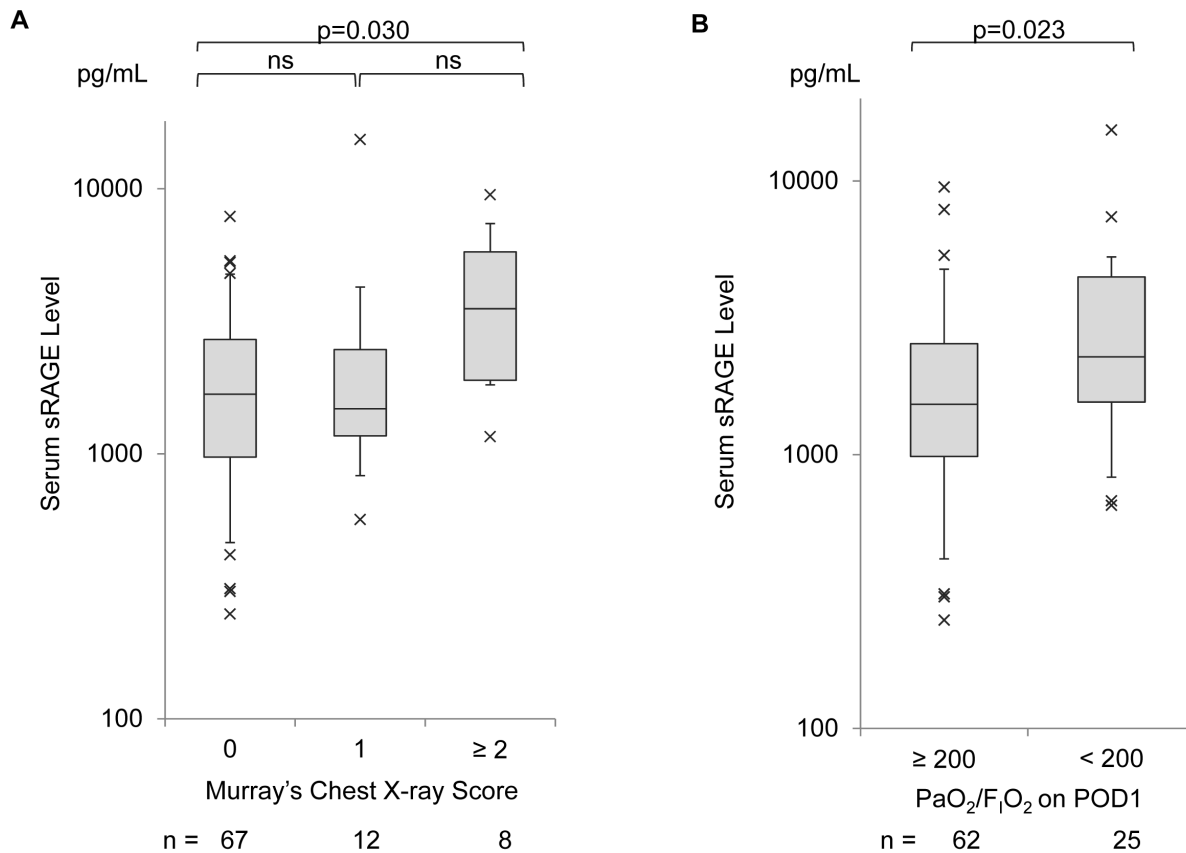 A
p=0.030
ns ns
pg/mL
10000
1000
100
Serum sRAGE Level
0 1 ≥ 2
Murray’s Chest X-ray Score
n = 67 12 8
B
p=0.023
pg/mL
10000
1000
100
Serum sRAGE Level
≥ 200 < 200
PaO₂/FᵢO₂ on POD1
n = 62 25